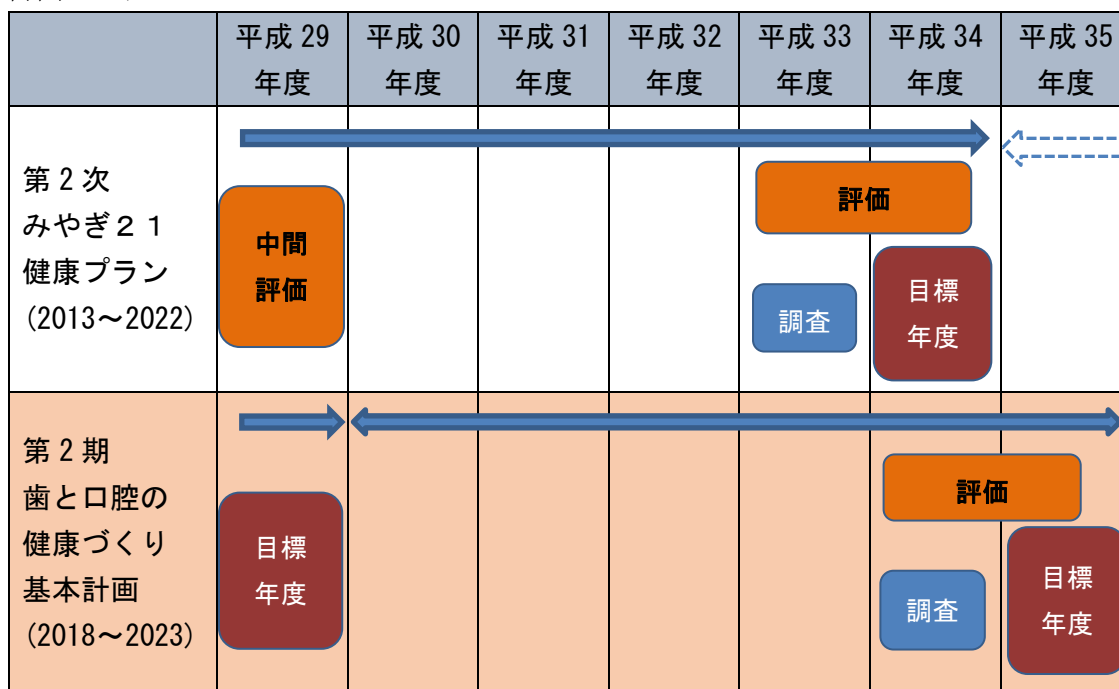 平成 29 年度
平成 30 年度
平成 31 年度
平成 32 年度
平成 33 年度
平成 34 年度
平成 35 年度
第 2 次
みやぎ２１
健康プラン
(2013～2022)
中間
評価
評価
調査
目標
年度
第 2 期
歯と口腔の
健康づくり
基本計画
(2018～2023)
目標
年度
評価
調査
目標
年度